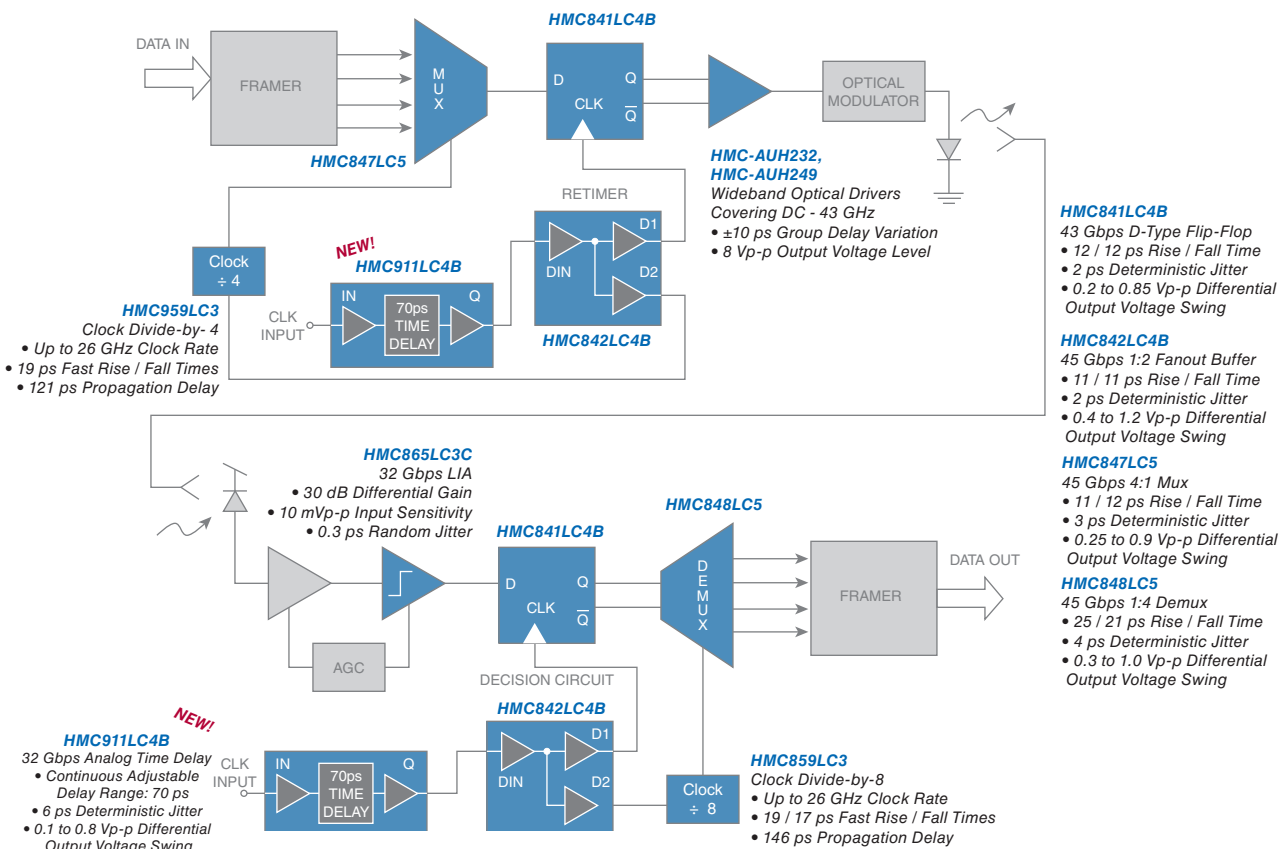 HMC841LC4B
DATA IN
FRAMER
MUX
D
Q
CLK
Q̅
OPTICAL
MODULATOR
HMC847LC5
HMC-AUH232,
HMC-AUH249
Wideband Optical Drivers
Covering DC - 43 GHz
• ±10 ps Group Delay Variation
• 8 Vp-p Output Voltage Level
RETIMER
D1
DIN
D2
HMC842LC4B
NEW!
HMC911LC4B
IN
Q
70ps
TIME
DELAY
CLK
INPUT
Clock
÷ 4
HMC959LC3
Clock Divide-by- 4
• Up to 26 GHz Clock Rate
• 19 ps Fast Rise / Fall Times
• 121 ps Propagation Delay
HMC841LC4B
43 Gbps D-Type Flip-Flop
• 12 / 12 ps Rise / Fall Time
• 2 ps Deterministic Jitter
• 0.2 to 0.85 Vp-p Differential
Output Voltage Swing
HMC842LC4B
45 Gbps 1:2 Fanout Buffer
• 11 / 11 ps Rise / Fall Time
• 2 ps Deterministic Jitter
• 0.4 to 1.2 Vp-p Differential
Output Voltage Swing
HMC847LC5
45 Gbps 4:1 Mux
• 11 / 12 ps Rise / Fall Time
• 3 ps Deterministic Jitter
• 0.25 to 0.9 Vp-p Differential
Output Voltage Swing
HMC848LC5
45 Gbps 1:4 Demux
• 25 / 21 ps Rise / Fall Time
• 4 ps Deterministic Jitter
• 0.3 to 1.0 Vp-p Differential
Output Voltage Swing
HMC865LC3C
32 Gbps LIA
• 30 dB Differential Gain
• 10 mVp-p Input Sensitivity
• 0.3 ps Random Jitter
HMC841LC4B
D
Q
CLK
Q̅
HMC848LC5
DEMUX
FRAMER
DATA OUT
AGC
DECISION CIRCUIT
HMC842LC4B
D1
DIN
D2
NEW!
HMC911LC4B
32 Gbps Analog Time Delay
• Continuous Adjustable
Delay Range: 70 ps
• 6 ps Deterministic Jitter
• 0.1 to 0.8 Vp-p Differential
Output Voltage Swing
CLK
INPUT
IN
Q
70ps
TIME
DELAY
Clock
÷ 8
HMC859LC3
Clock Divide-by-8
• Up to 26 GHz Clock Rate
• 19 / 17 ps Fast Rise / Fall Times
• 146 ps Propagation Delay